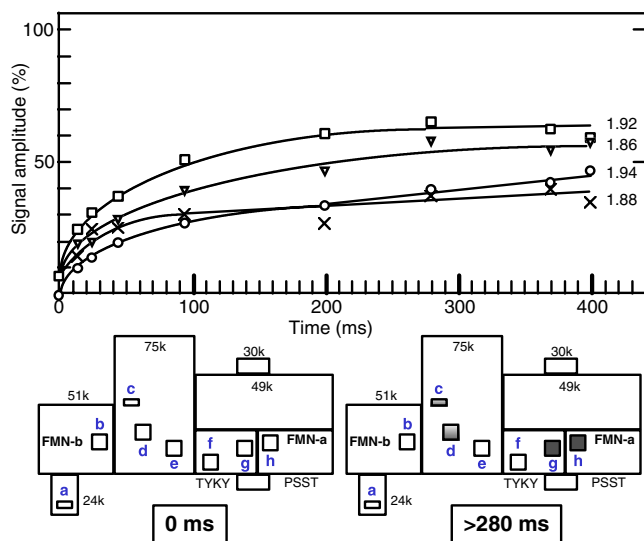 100
50
Signal amplitude (%)
1.92
1.86
1.94
1.88
0 100 200 300 400
Time (ms)
75k 30k 75k 30k
51k c 49k 51k c 49k
FMN-b b d e f g FMN-a h FMN-b b d e f g FMN-a h
a 24k TYKY PSST a 24k TYKY PSST
0 ms >280 ms